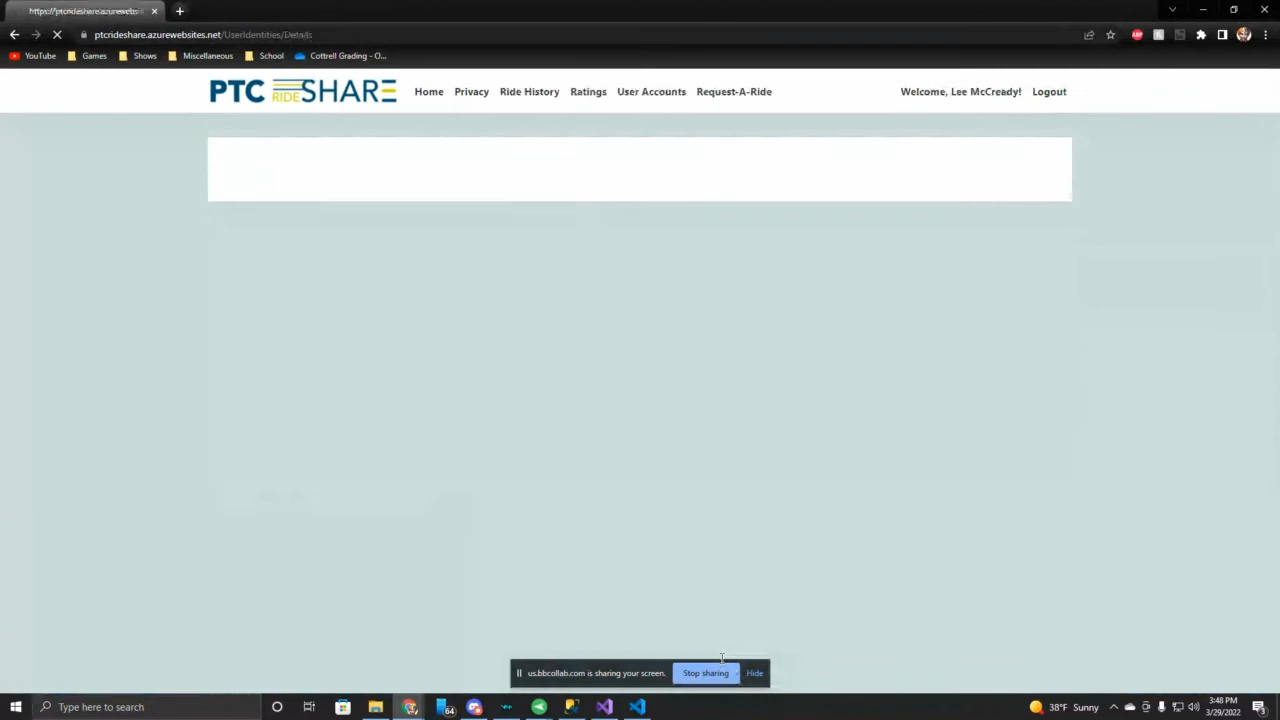 https://ptcrideshare.azurewebs
ptcrideshare.azurewebsites.net/UserIdentities/Details
YouTube Games Shows Miscellaneous School Cottrell Grading - O...
PTC RIDESHARE Home Privacy Ride History Ratings User Accounts Request-A-Ride Welcome, Lee McCready! Logout
us.bbcollab.com is sharing your screen. Stop sharing Hide
Type here to search 64 38°F Sunny 3:48 PM
3/29/2022